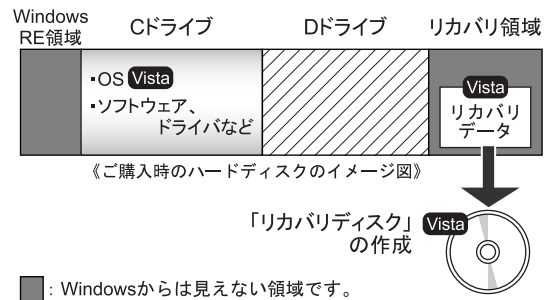 Windows
RE領域
Cドライブ
Dドライブ
リカバリ領域
・OS Vista
・ソフトウェア、
ドライバなど
Vista
リカバリ
データ
《ご購入時のハードディスクのイメージ図》
「リカバリディスク」 Vista
の作成
：Windowsからは見えない領域です。